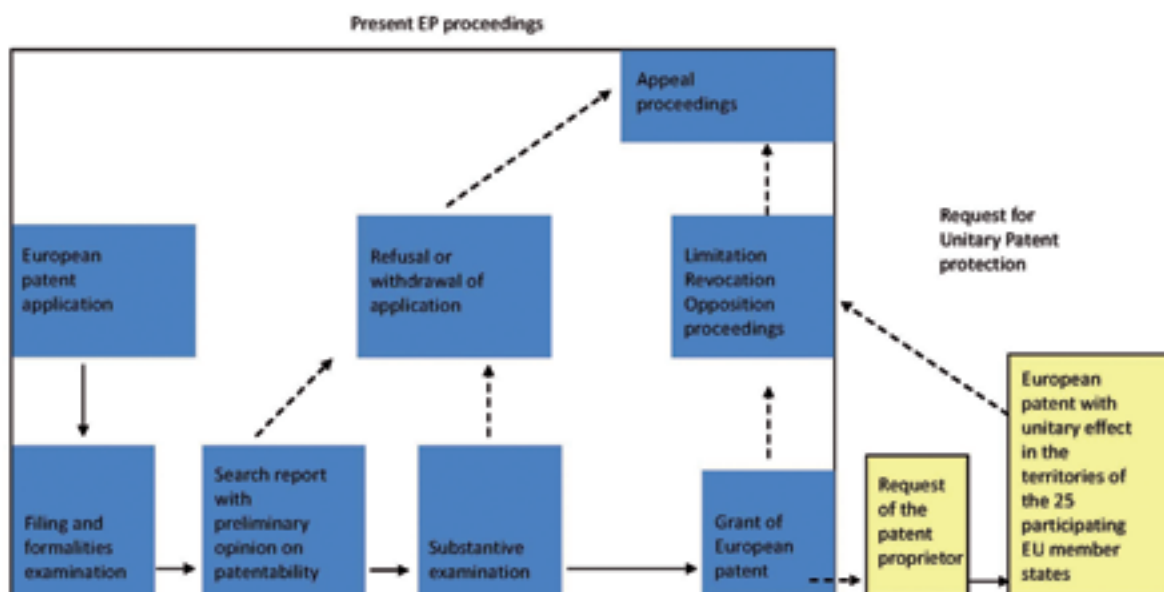 Present EP proceedings
Appeal
proceedings
European
patent
application
Refusal or
withdrawal of
application
Limitation
Revocation
Opposition
proceedings
Request for
Unitary Patent
protection
Filing and
formalities
examination
Search report
with
preliminary
opinion on
patentability
Substantive
examination
Grant of
European
patent
Request
of the
patent
proprietor
European
patent with
unitary effect
in the
territories of
the 25
participating
EU member
states